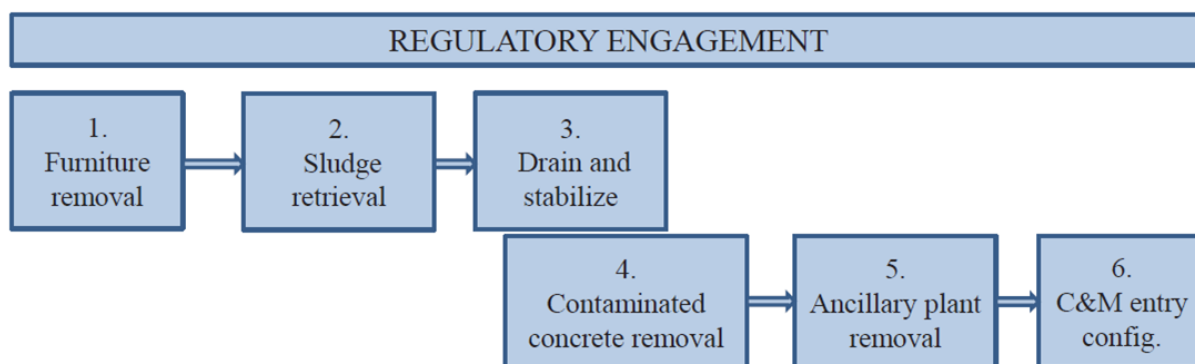 REGULATORY ENGAGEMENT
1.
Furniture
removal
2.
Sludge
retrieval
3.
Drain and
stabilize
4.
Contaminated
concrete removal
5.
Ancillary plant
removal
6.
C&M entry
config.